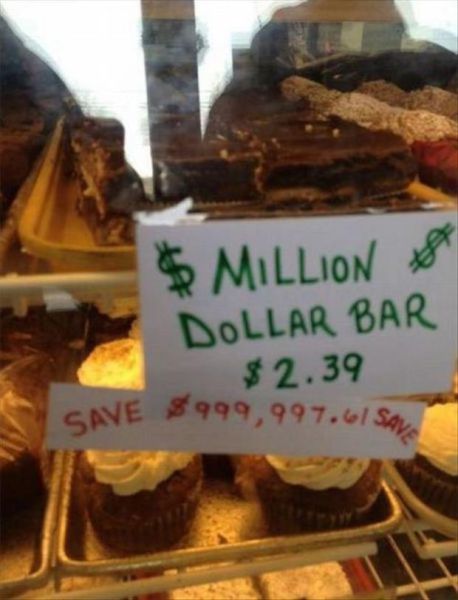 $ MILLION $
DOLLAR BAR
$2.39
SAVE $999,997.61 SAVE